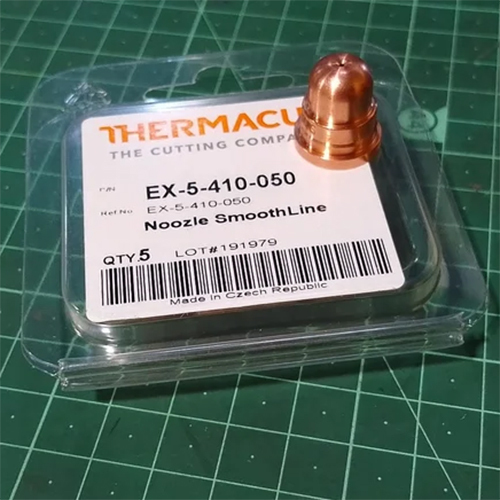 THERMACU
THE CUTTING COMPA
P/N EX-5-410-050
Ref No EX-5-410-050
Noozle SmoothLine
QTY.5 LOT#191979
Made in Czech Republic